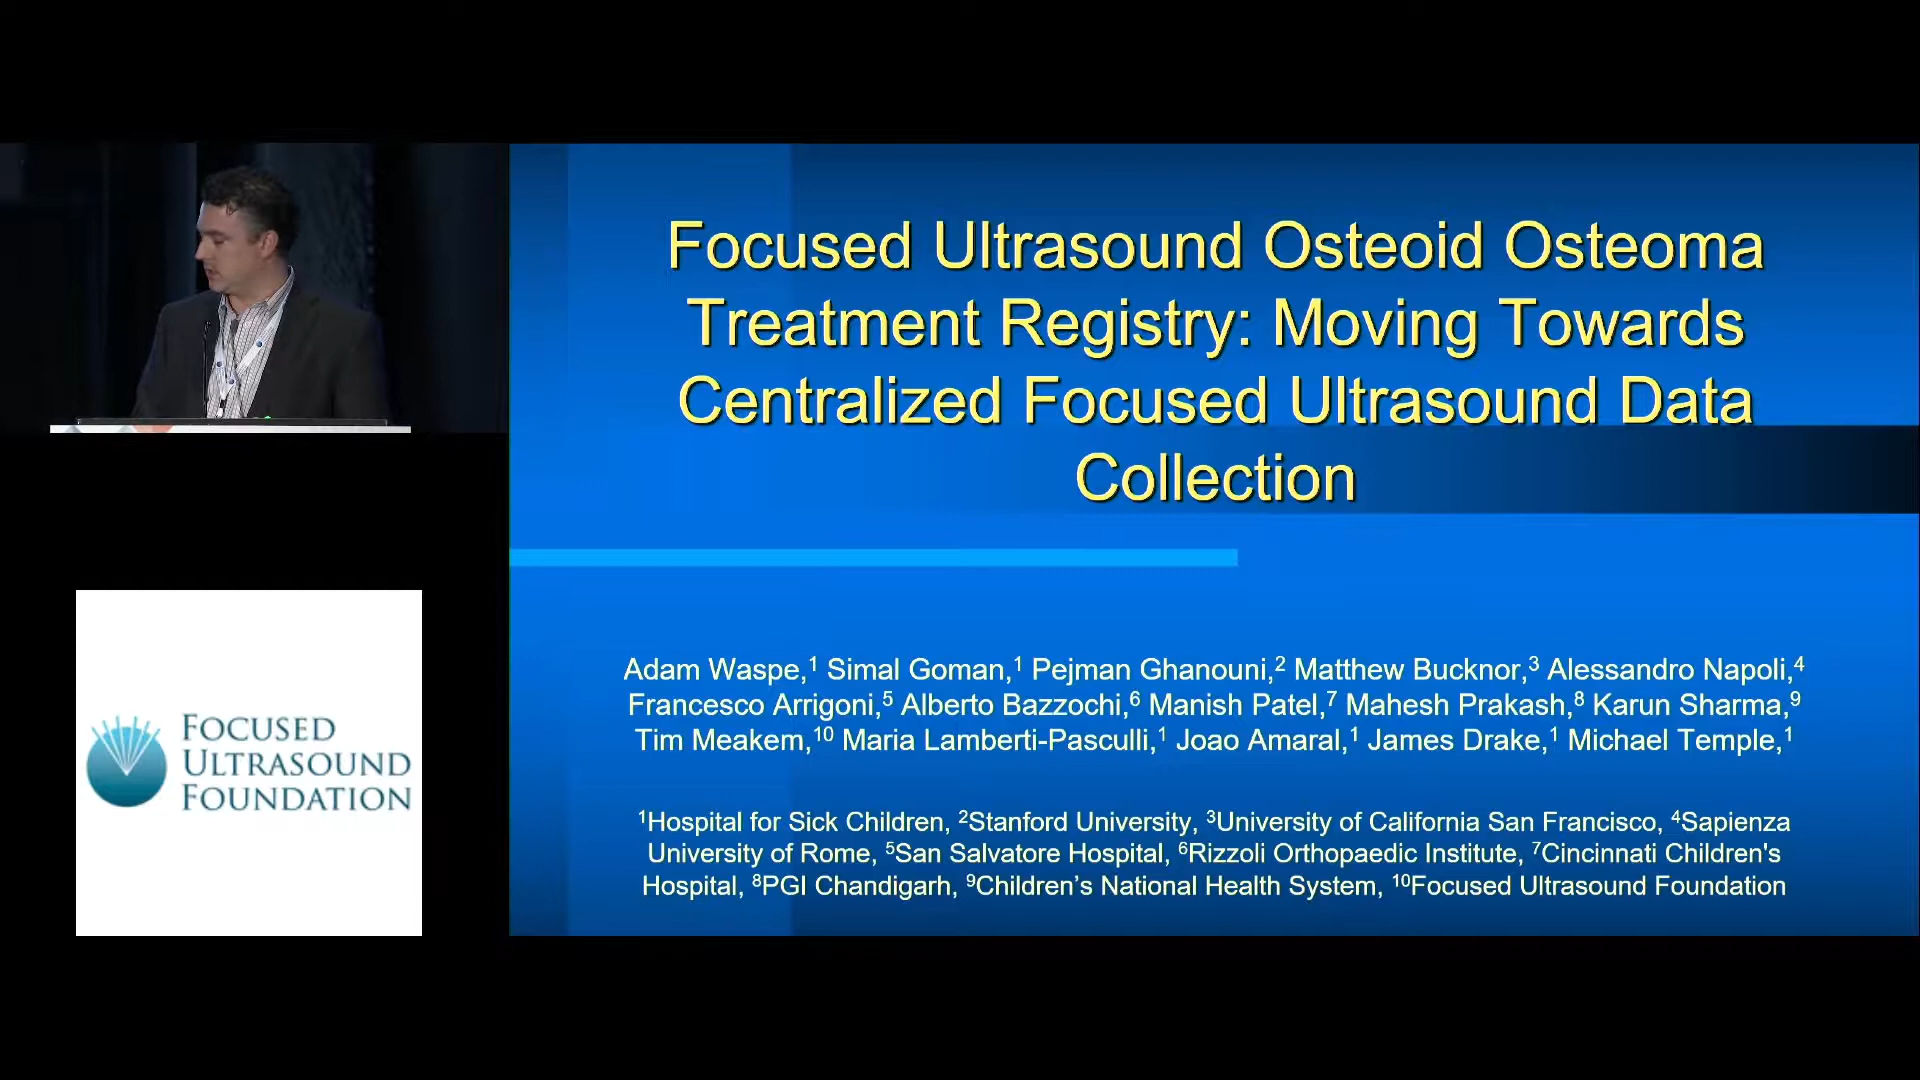 Focused Ultrasound Osteoid Osteoma
Treatment Registry: Moving Towards
Centralized Focused Ultrasound Data
Collection
Adam Waspe,¹ Simal Goman,¹ Pejman Ghanouni,² Matthew Bucknor,³ Alessandro Napoli,⁴
Francesco Arrigoni,⁵ Alberto Bazzochi,⁶ Manish Patel,⁷ Mahesh Prakash,⁸ Karun Sharma,⁹
Tim Meakem,¹⁰ Maria Lamberti-Pasculli,¹ Joao Amaral,¹ James Drake,¹ Michael Temple,¹
¹Hospital for Sick Children, ²Stanford University, ³University of California San Francisco, ⁴Sapienza
University of Rome, ⁵San Salvatore Hospital, ⁶Rizzoli Orthopaedic Institute, ⁷Cincinnati Children's
Hospital, ⁸PGI Chandigarh, ⁹Children’s National Health System, ¹⁰Focused Ultrasound Foundation
FOCUSED
ULTRASOUND
FOUNDATION